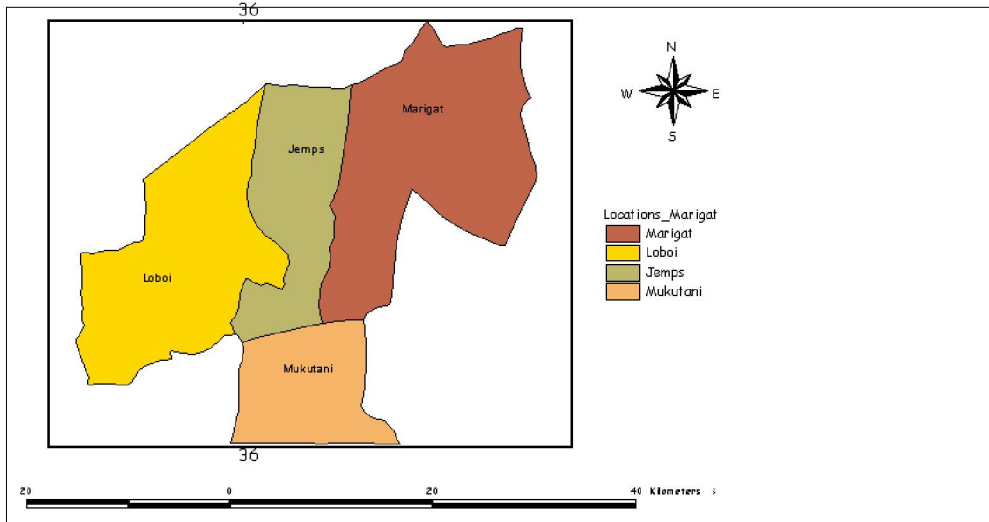 36
N
W E
S
Marigat
Jemps
Loboi
Mukutani
Locations_Marigat
Marigat
Loboi
Jemps
Mukutani
36
20 0 20 40 Kilometers